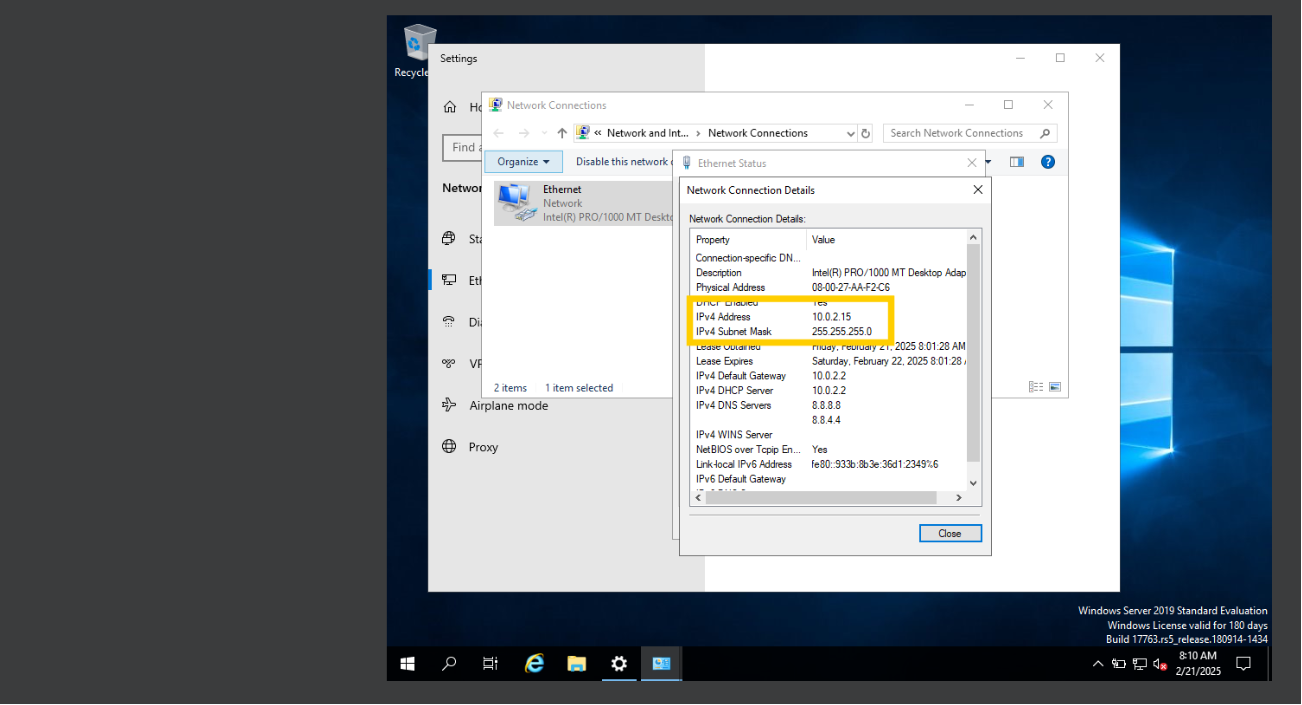 Recycle
Settings
Network Connections
« Network and Int... › Network Connections
Search Network Connections
Find a
Organize
Disable this network
Ethernet Status
Ethernet
Network
Intel(R) PRO/1000 MT Deskto
2 items
1 item selected
Airplane mode
Proxy
Network Connection Details
Network Connection Details:
Property Value
Connection-specific DN...
Description Intel(R) PRO/1000 MT Desktop Adap
Physical Address 08-00-27-AA-F2-C6
DHCP Enabled Yes
IPv4 Address 10.0.2.15
IPv4 Subnet Mask 255.255.255.0
Lease Obtained Friday, February 21, 2025 8:01:28 AM
Lease Expires Saturday, February 22, 2025 8:01:28
IPv4 Default Gateway 10.0.2.2
IPv4 DHCP Server 10.0.2.2
IPv4 DNS Servers 8.8.8.8
8.8.4.4
IPv4 WINS Server
NetBIOS over Tcpip En... Yes
Link-local IPv6 Address fe80::933b:8b3e:36d1:2349%6
IPv6 Default Gateway
Close
Windows Server 2019 Standard Evaluation
Windows License valid for 180 days
Build 17763.rs5_release.180914-1434
8:10 AM
2/21/2025